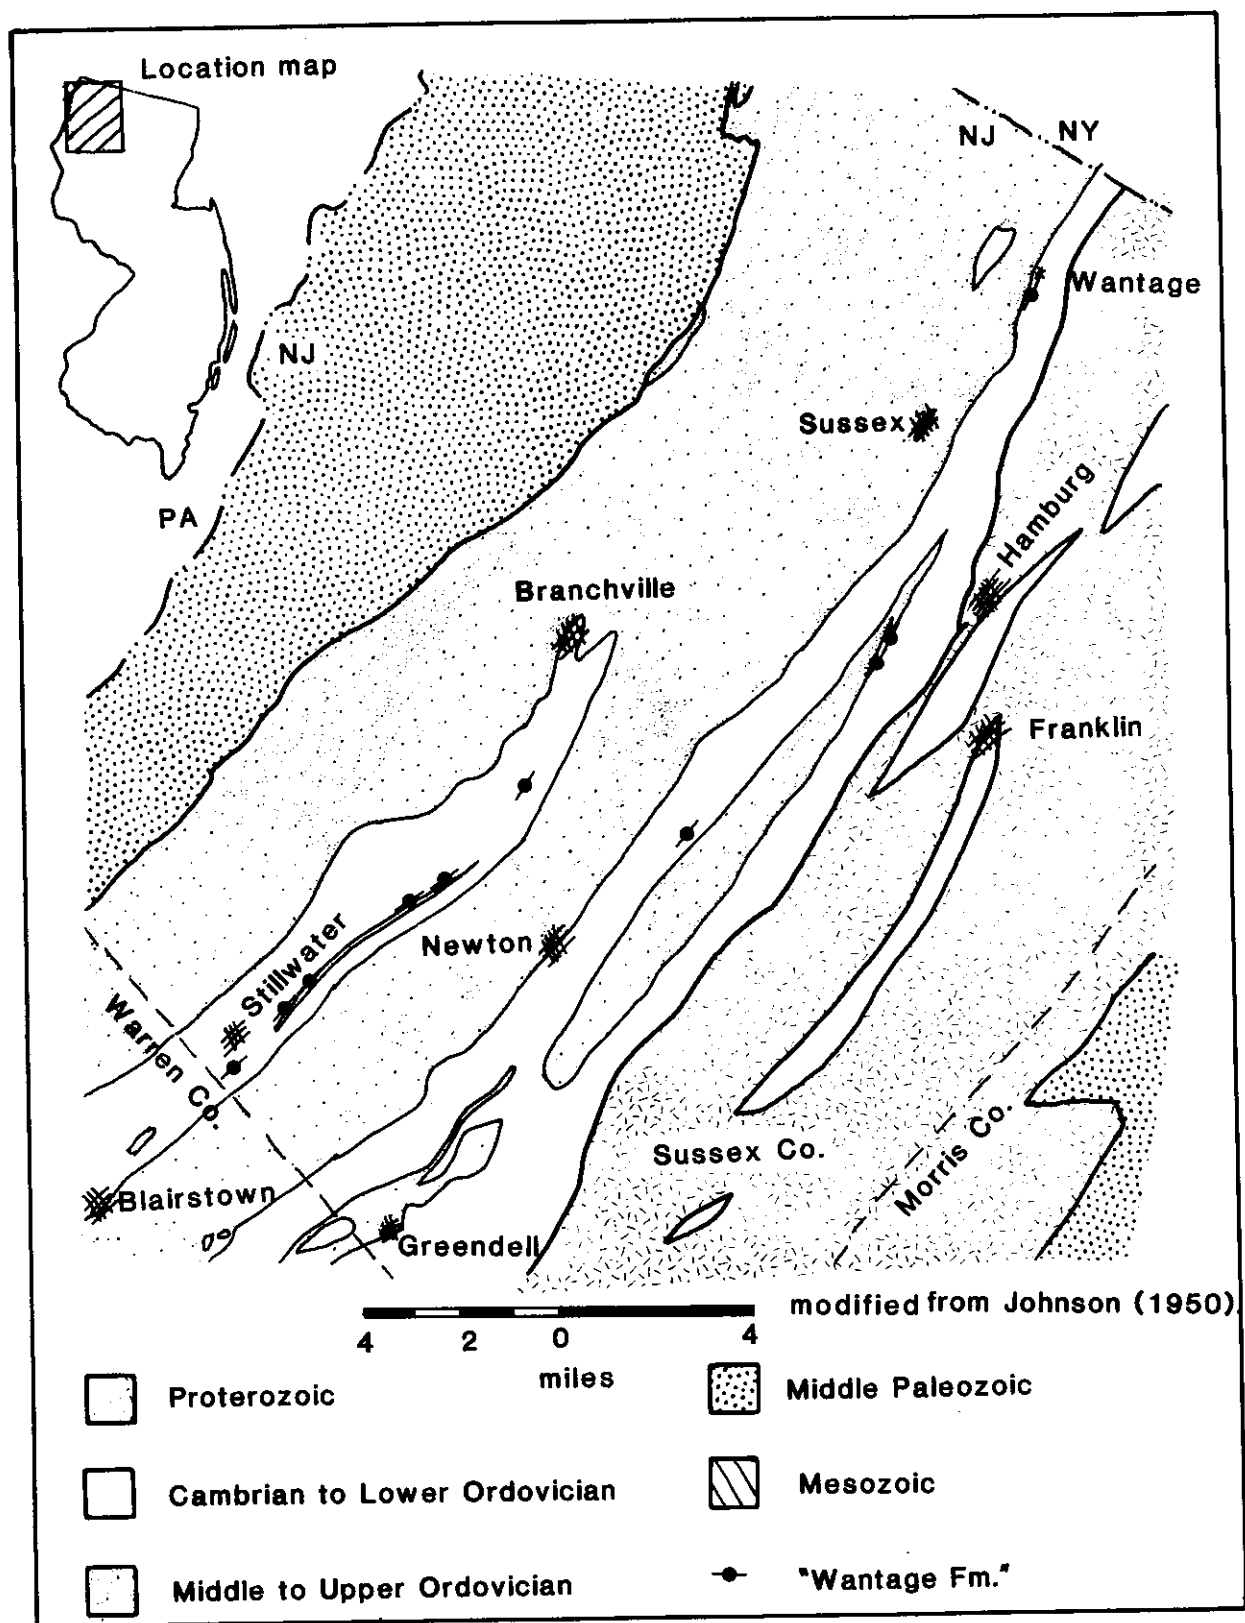 Location map
NJ NY
Wantage
NJ
Sussex
PA
Hamburg
Branchville
Franklin
Newton
Stillwater
Warren Co.
Sussex Co.
Morris Co.
Blairstown
Greendell
4 2 0 4
miles
modified from Johnson (1950)
Proterozoic
Middle Paleozoic
Cambrian to Lower Ordovician
Mesozoic
Middle to Upper Ordovician
"Wantage Fm."